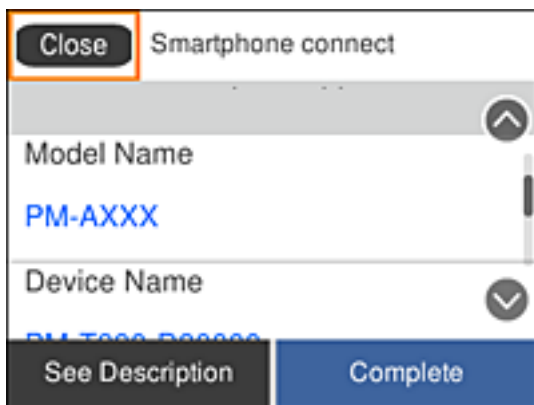 Close
Smartphone connect
Model Name
PM-AXXX
Device Name
See Description
Complete